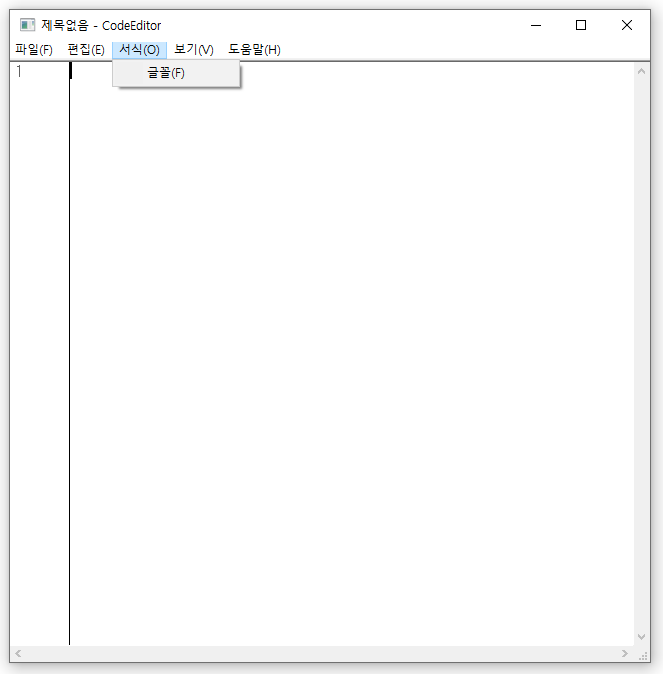 제목없음 - CodeEditor
파일(F) 편집(E) 서식(O) 보기(V) 도움말(H)
글꼴(F)
1